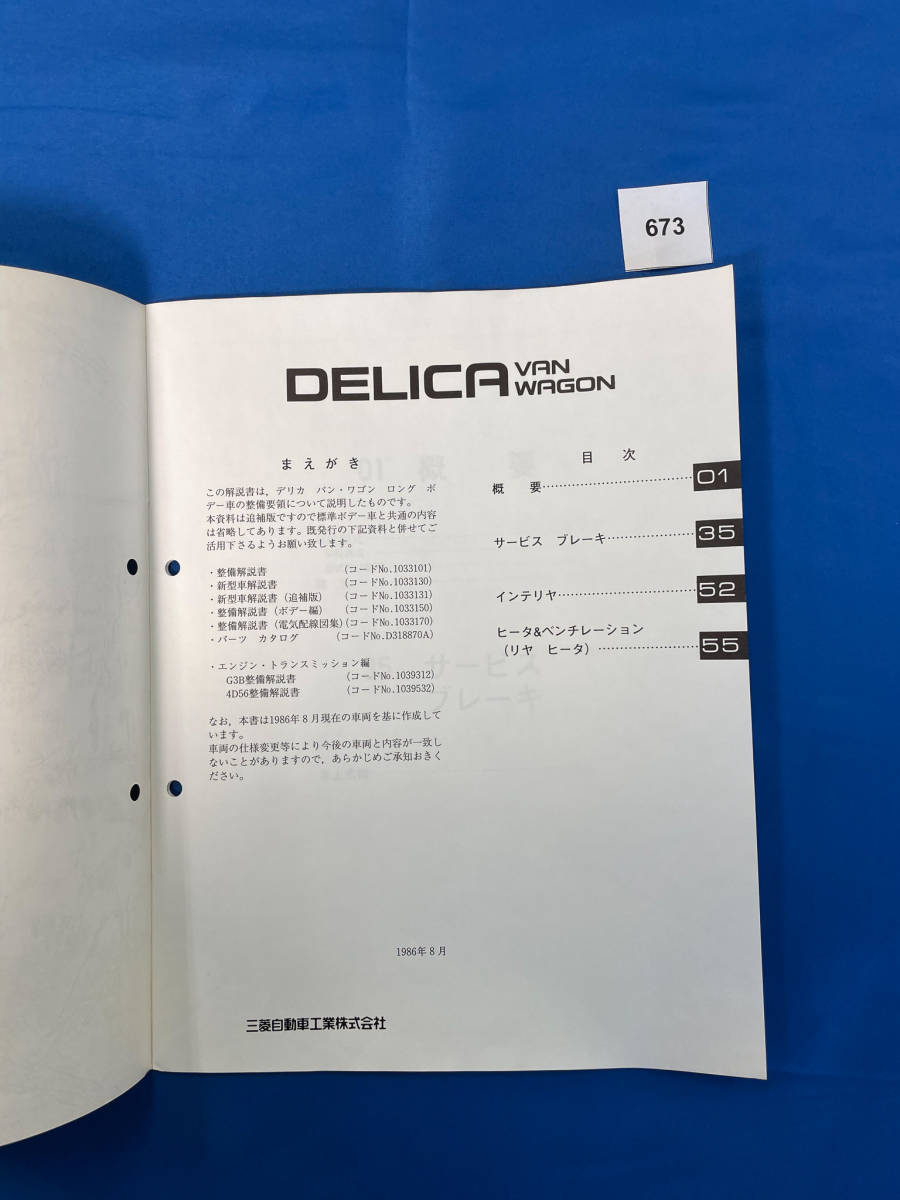 673
DELICA VAN WAGON
まえがき
この解説書は，デリカ バン・ワゴン ロング ボ
デー車の整備要領について説明したものです。
本資料は追補版ですので標準ボデー車と共通の内容
は省略してあります。既発行の下記資料と併せてご
活用下さるようお願い致します。
・整備解説書 (コードNo.1033101)
・新型車解説書 (コードNo.1033130)
・新型車解説書（追補版） (コードNo.1033131)
・整備解説書（ボデー編） (コードNo.1033150)
・整備解説書（電気配線図集）(コードNo.1033170)
・パーツ カタログ (コードNo.D318870A)
・エンジン・トランスミッション編
G3B整備解説書 (コードNo.1039312)
4D56整備解説書 (コードNo.1039532)
なお，本書は1986年８月現在の車両を基に作成して
います。
車両の仕様変更等により今後の車両と内容が一致し
ないことがありますので，あらかじめご承知おきく
ださい。
目 次
概 要…………………………… 01
サービス ブレーキ……………… 35
インテリヤ……………………… 52
ヒータ&ベンチレーション
（リヤ ヒータ）……………… 55
1986年８月
三菱自動車工業株式会社